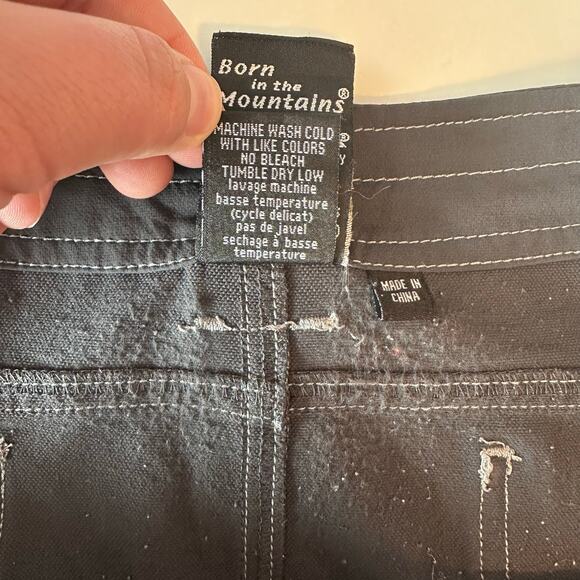 Born
in the
Mountains®
MACHINE WASH COLD
WITH LIKE COLORS
NO BLEACH
TUMBLE DRY LOW
lavage machine
basse temperature
(cycle delicat)
pas de javel
sechage à basse
temperature
MADE IN
CHINA